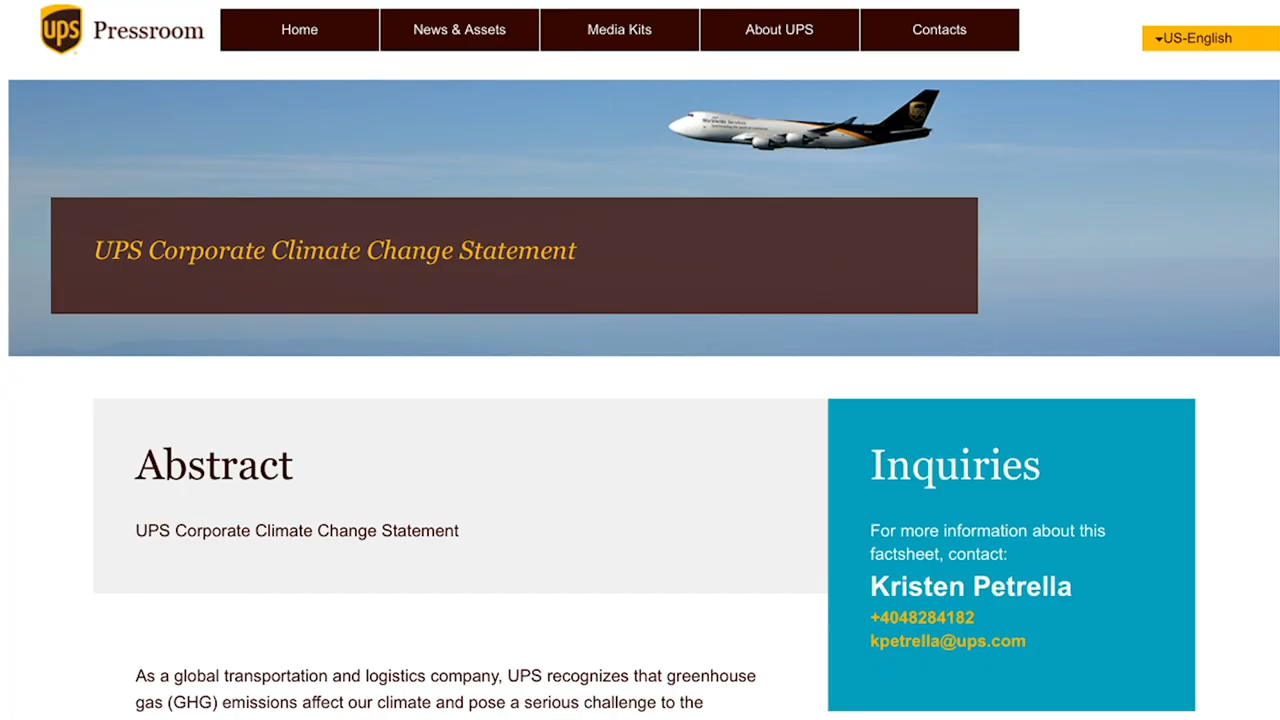 ups Pressroom
Home
News & Assets
Media Kits
About UPS
Contacts
US-English
Worldwide Services
UPS Corporate Climate Change Statement
Abstract
UPS Corporate Climate Change Statement
Inquiries
For more information about this
factsheet, contact:
Kristen Petrella
+4048284182
kpetrella@ups.com
As a global transportation and logistics company, UPS recognizes that greenhouse
gas (GHG) emissions affect our climate and pose a serious challenge to the